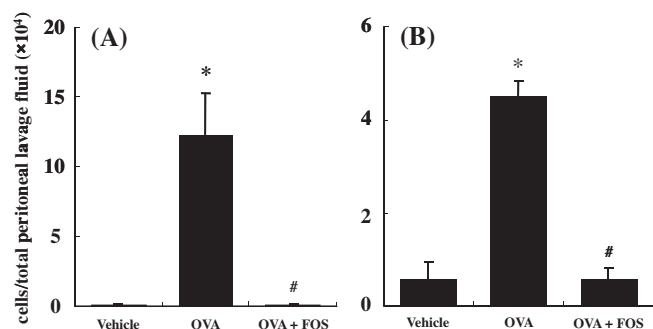 cells/total peritoneal lavage fluid (×10⁴)
(A)
20
15
10
5
0
*
#
Vehicle
OVA
OVA + FOS
(B)
6
4
2
0
*
#
Vehicle
OVA
OVA + FOS